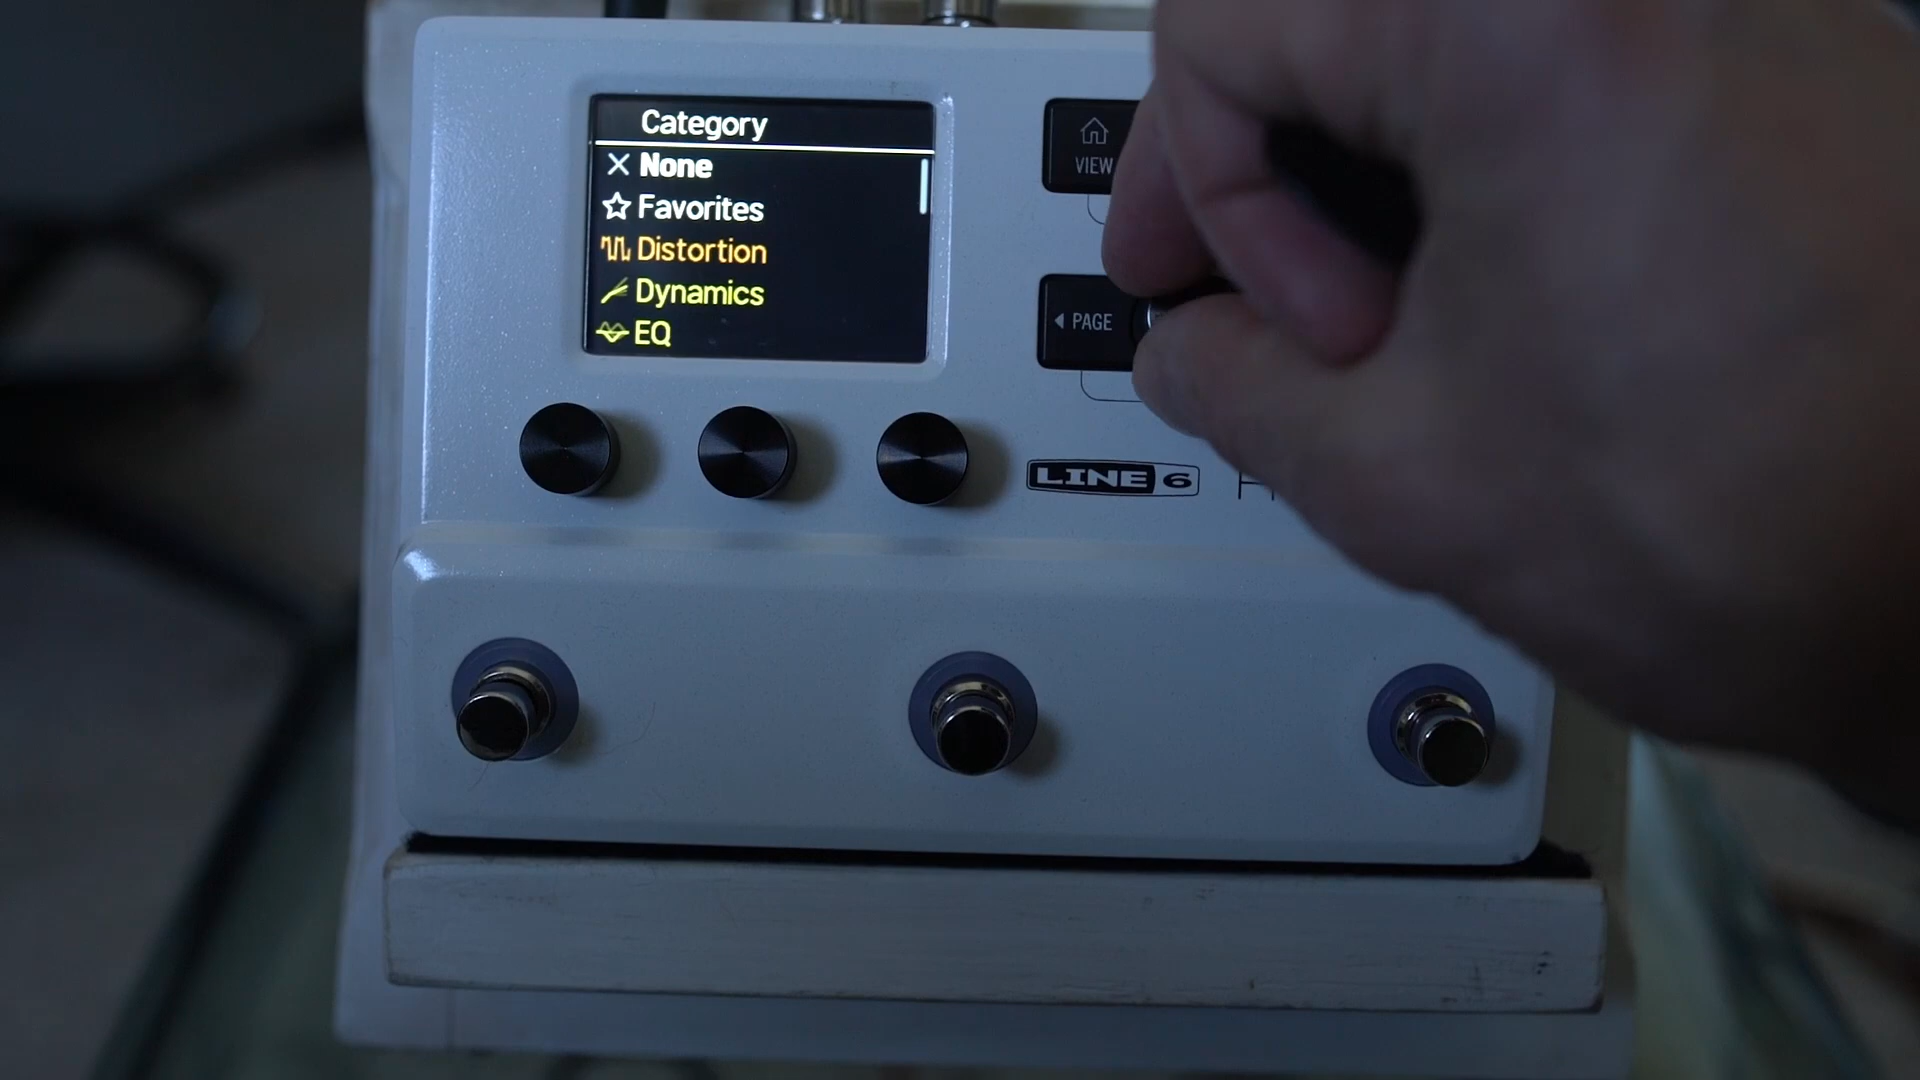 Category
None
Favorites
Distortion
Dynamics
EQ
VIEW
PAGE
LINE 6